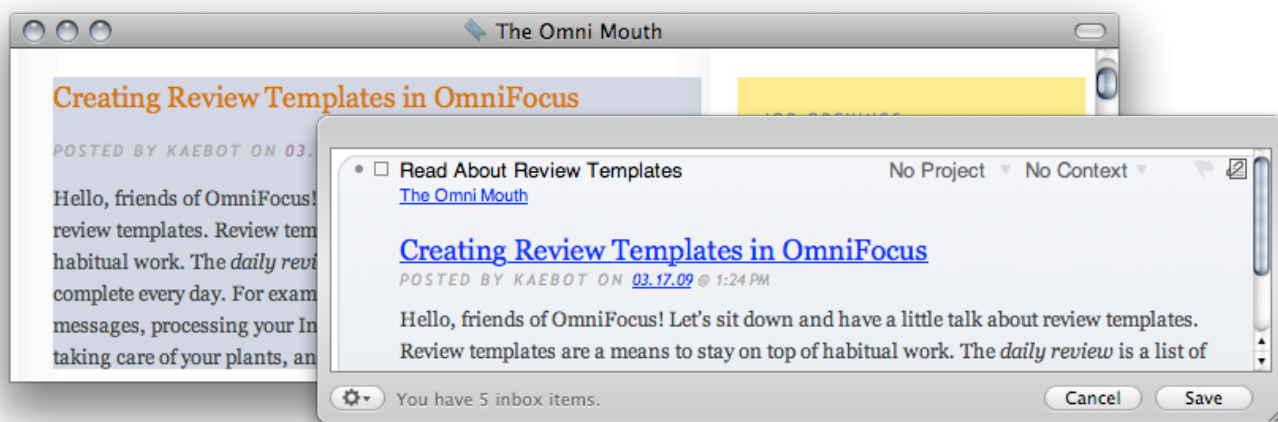 The Omni Mouth
Creating Review Templates in OmniFocus
POSTED BY KAEBOT ON 03.
Hello, friends of OmniFocus!
review templates. Review tem
habitual work. The daily revi
complete every day. For exam
messages, processing your In
taking care of your plants, an
JOB OPENINGS
Read About Review Templates No Project No Context
The Omni Mouth
Creating Review Templates in OmniFocus
POSTED BY KAEBOT ON 03.17.09 @ 1:24 PM
Hello, friends of OmniFocus! Let's sit down and have a little talk about review templates.
Review templates are a means to stay on top of habitual work. The daily review is a list of
You have 5 inbox items. Cancel Save